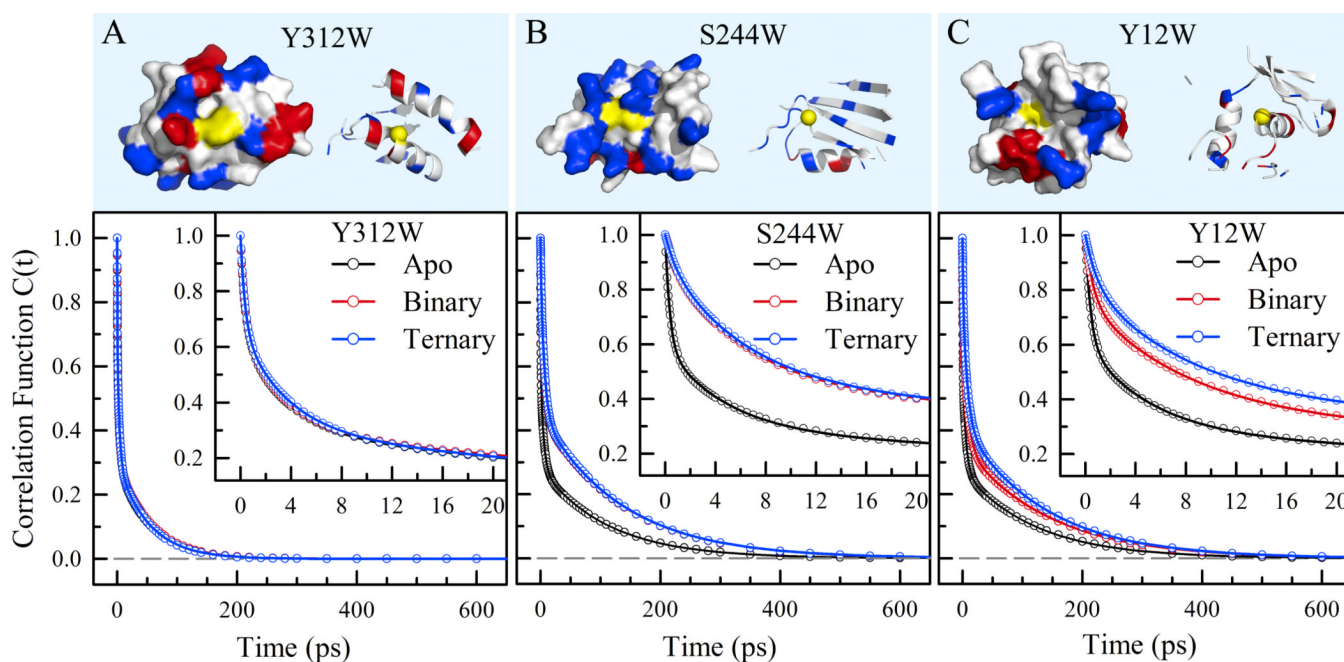 A Y312W
B S244W
C Y12W
Correlation Function C(t)
1.0
0.8
0.6
0.4
0.2
0.0
0 200 400 600
Time (ps)
Y312W
Apo
Binary
Ternary
1.0
0.8
0.6
0.4
0.2
0 4 8 12 16 20
0 200 400 600
Time (ps)
S244W
Apo
Binary
Ternary
1.0
0.8
0.6
0.4
0.2
0 4 8 12 16 20
0 200 400 600
Time (ps)
Y12W
Apo
Binary
Ternary
1.0
0.8
0.6
0.4
0.2
0 4 8 12 16 2